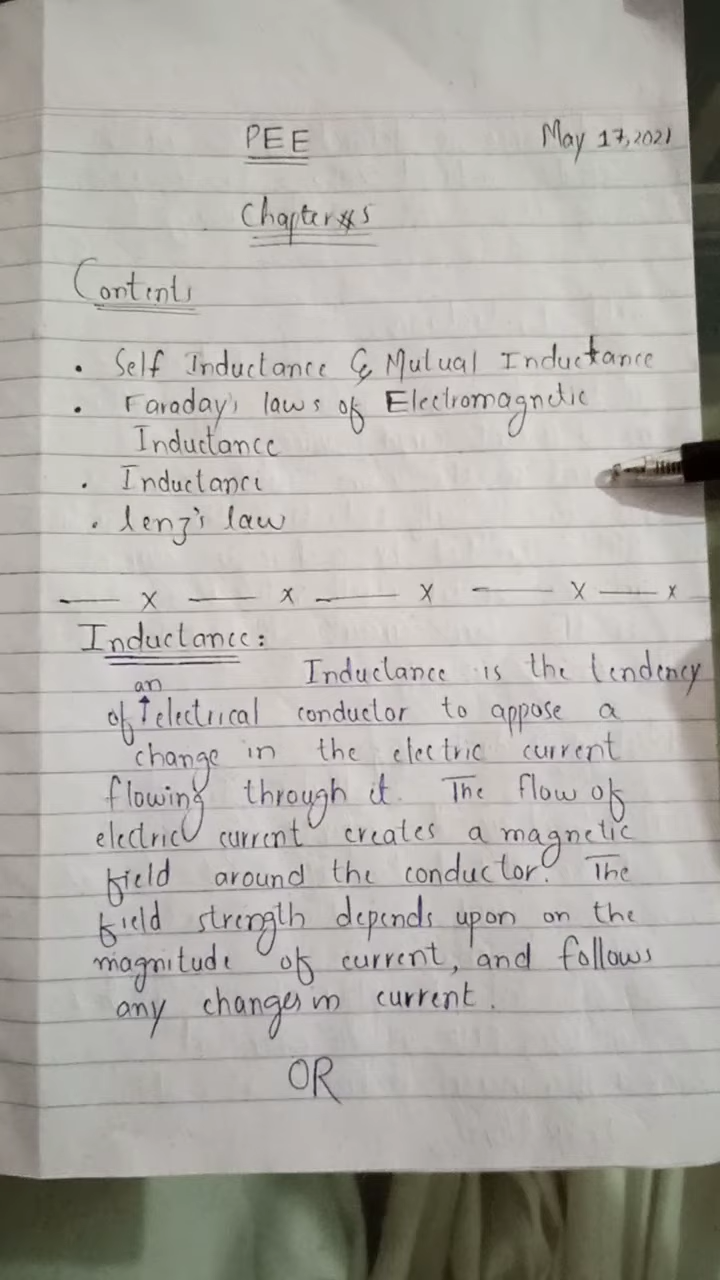 PEE
May 17, 2021
Chapter#5
Contents
• Self Inductance & Mutual Inductance
• Faraday's laws of Electromagnetic
Inductance
• Inductance
• lenz's law
—— x —— x —— x —— x —— x
Inductance:
Inductance is the tendency
an
of ↑ electrical conductor to appose a
change in the electric current
flowing through it. The flow of
electric current creates a magnetic
field around the conductor. The
field strength depends upon on the
magnitude of current, and follows
any changes in current.
OR